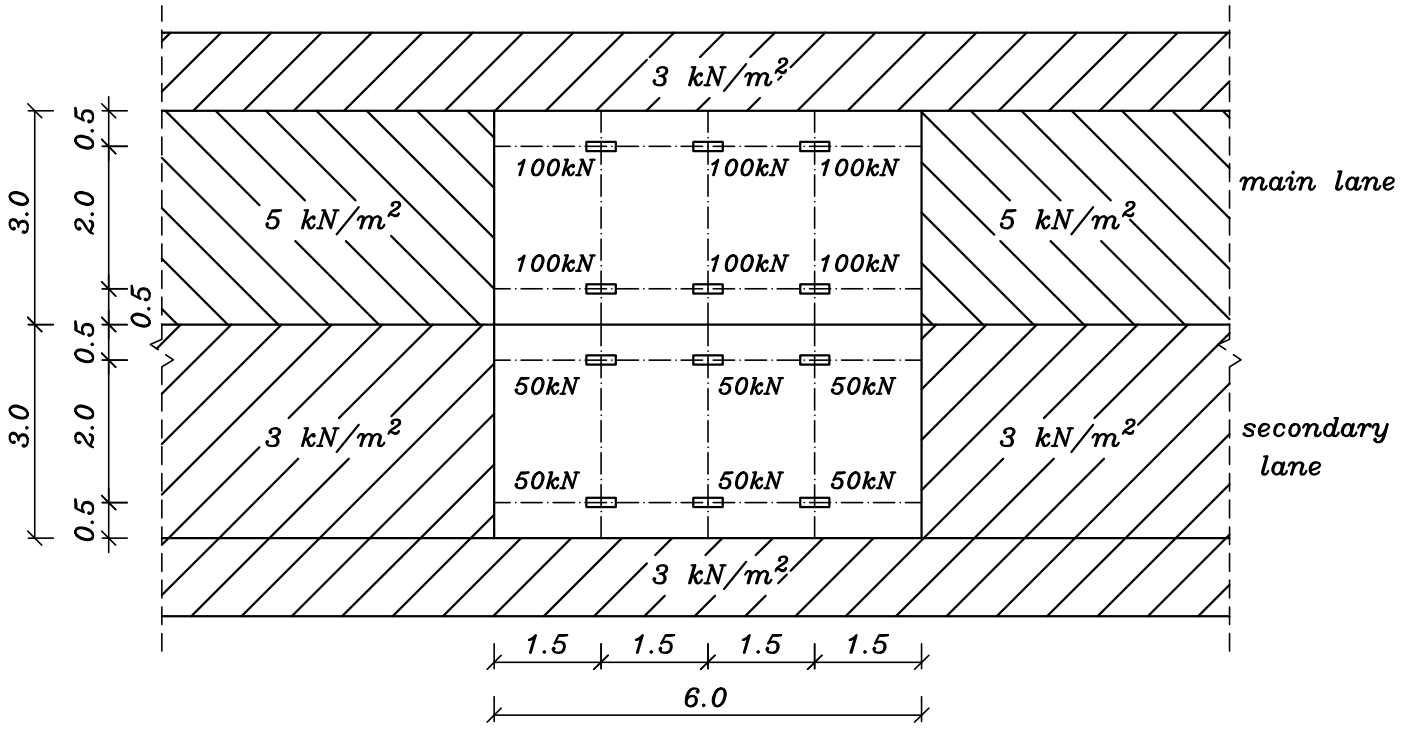 3 kN/m²
0.5
100kN 100kN 100kN
main lane
3.0
2.0
5 kN/m²
5 kN/m²
100kN 100kN 100kN
0.5
0.5
50kN 50kN 50kN
3.0
2.0
3 kN/m²
3 kN/m²
secondary
lane
50kN 50kN 50kN
0.5
3 kN/m²
1.5 1.5 1.5 1.5
6.0